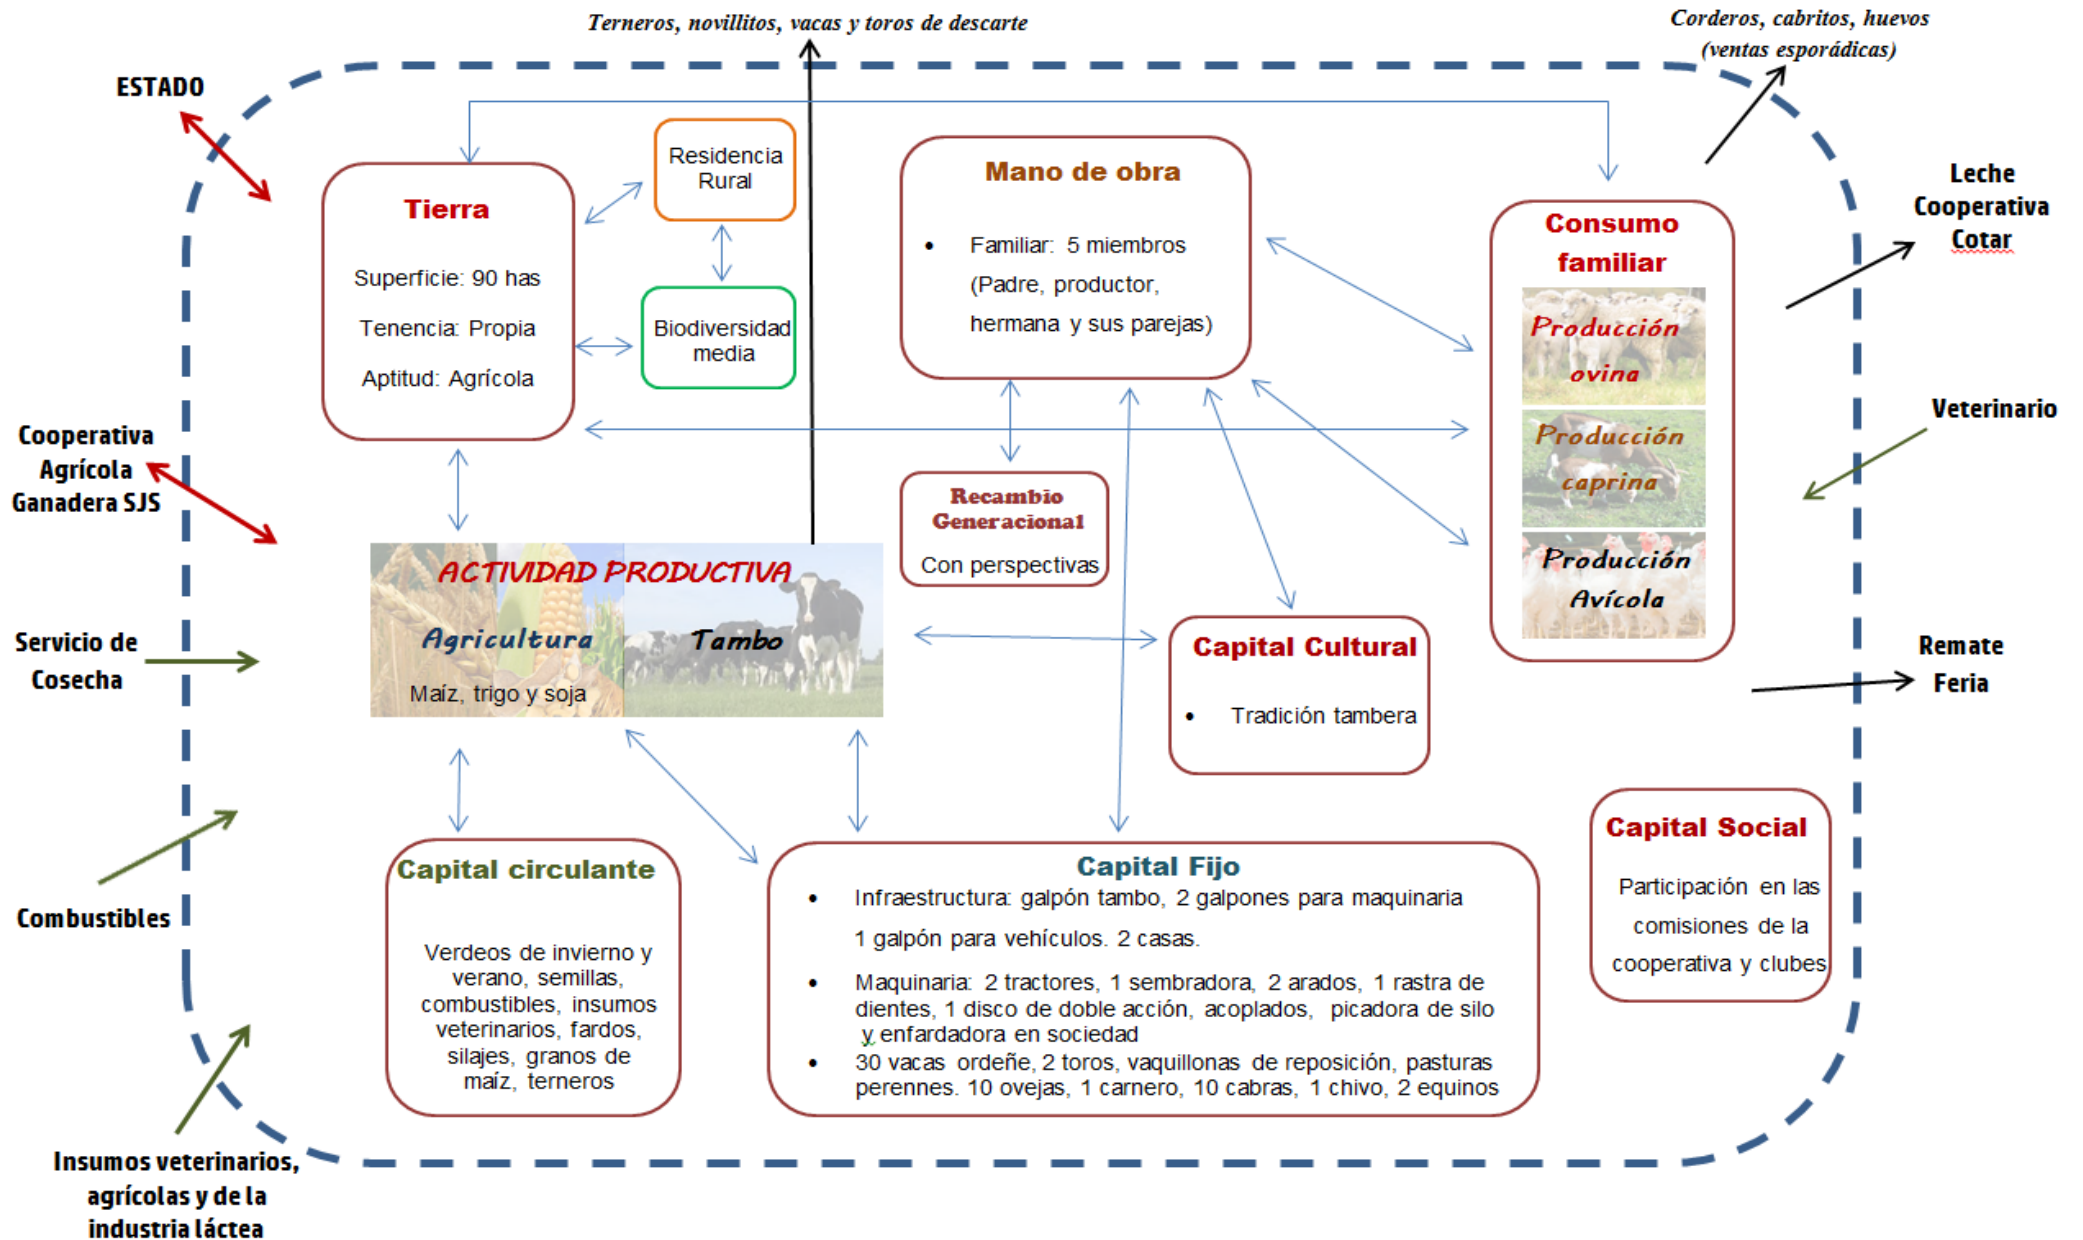 Terneros, novillitos, vacas y toros de descarte
Corderos, cabritos, huevos
(ventas esporádicas)
ESTADO
Residencia
Rural
Tierra
Superficie: 90 has
Tenencia: Propia
Aptitud: Agrícola
Biodiversidad
media
Mano de obra
• Familiar: 5 miembros
(Padre, productor,
hermana y sus parejas)
Consumo
familiar
Producción
ovina
Producción
caprina
Producción
Avícola
Leche
Cooperativa
Cotar
Veterinario
Cooperativa
Agrícola
Ganadera SJS
Recambio
Generacional
Con perspectivas
ACTIVIDAD PRODUCTIVA
Agricultura
Tambo
Maíz, trigo y soja
Capital Cultural
• Tradición tambera
Servicio de
Cosecha
Remate
Feria
Combustibles
Capital circulante
Verdeos de invierno y
verano, semillas,
combustibles, insumos
veterinarios, fardos,
silajes, granos de
maíz, terneros
Capital Fijo
• Infraestructura: galpón tambo, 2 galpones para maquinaria
1 galpón para vehículos. 2 casas.
• Maquinaria: 2 tractores, 1 sembradora, 2 arados, 1 rastra de
dientes, 1 disco de doble acción, acoplados, picadora de silo
y enfardadora en sociedad
• 30 vacas ordeñe, 2 toros, vaquillonas de reposición, pasturas
perennes. 10 ovejas, 1 carnero, 10 cabras, 1 chivo, 2 equinos
Capital Social
Participación en las
comisiones de la
cooperativa y clubes
Insumos veterinarios,
agrícolas y de la
industria láctea